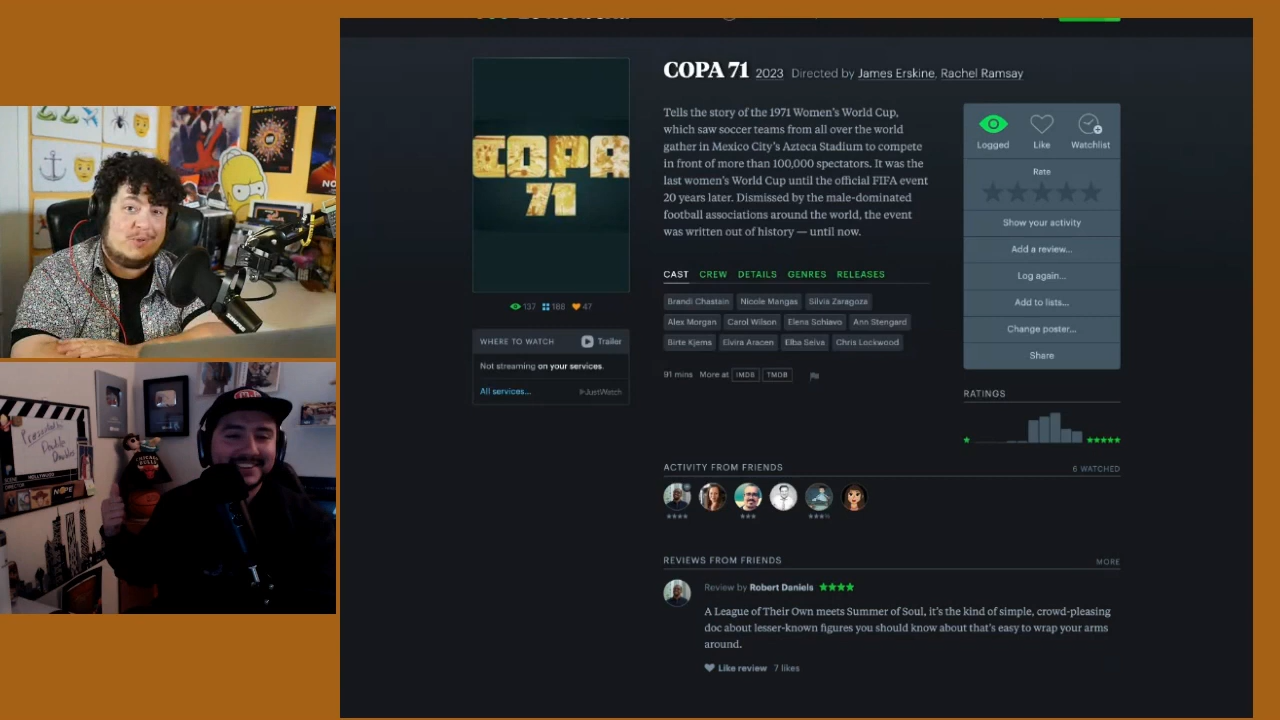 COPA 71 2023 Directed by James Erskine, Rachel Ramsay
COPA
71
Tells the story of the 1971 Women's World Cup,
which saw soccer teams from all over the world
gather in Mexico City's Azteca Stadium to compete
in front of more than 100,000 spectators. It was the
last women's World Cup until the official FIFA event
20 years later. Dismissed by the male-dominated
football associations around the world, the event
was written out of history — until now.
Logged Like Watchlist
Rate
Show your activity
Add a review...
Log again...
Add to lists...
Change poster...
Share
CAST CREW DETAILS GENRES RELEASES
Brandi Chastain Nicole Mangas Silvia Zaragoza
Alex Morgan Carol Wilson Elena Schiavo Ann Stengard
Birte Kjems Elvira Aracen Elba Selva Chris Lockwood
91 mins More at IMDB TMDB
137 188 47
WHERE TO WATCH Trailer
Not streaming on your services.
All services... JustWatch
RATINGS
ACTIVITY FROM FRIENDS 6 WATCHED
REVIEWS FROM FRIENDS MORE
Review by Robert Daniels ★★★★
A League of Their Own meets Summer of Soul, it's the kind of simple, crowd-pleasing
doc about lesser-known figures you should know about that's easy to wrap your arms
around.
Like review 7 likes
Presented by
Double
Doubles
HOLLYWOOD
DIRECTOR
NOPE
CHICAGO
BULLS